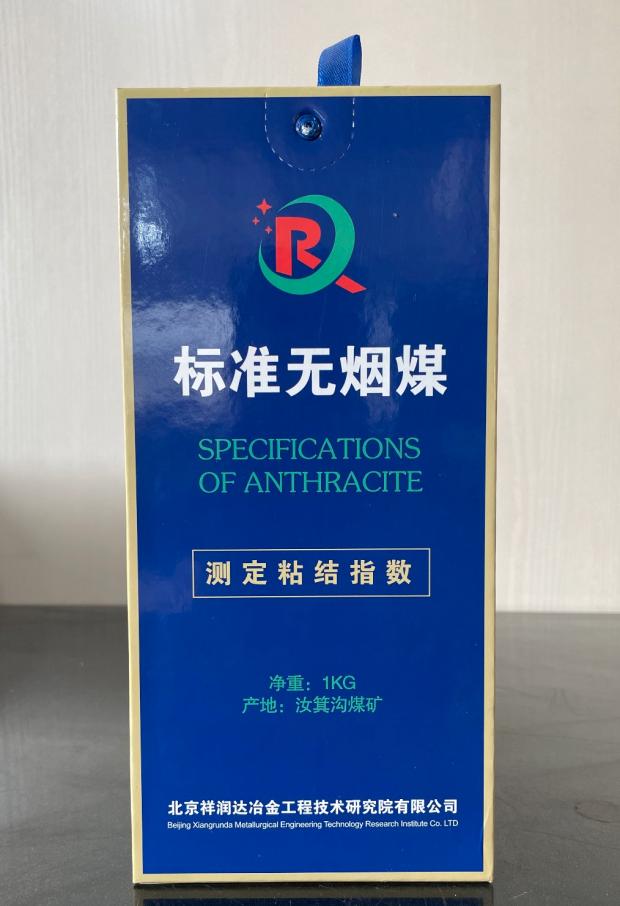 R
标准无烟煤
SPECIFICATIONS
OF ANTHRACITE
测定粘结指数
净重：1KG
产地：汝箕沟煤矿
北京祥润达冶金工程技术研究院有限公司
Beijing Xiangrunda Metallurgical Engineering Technology Research Institute Co. LTD